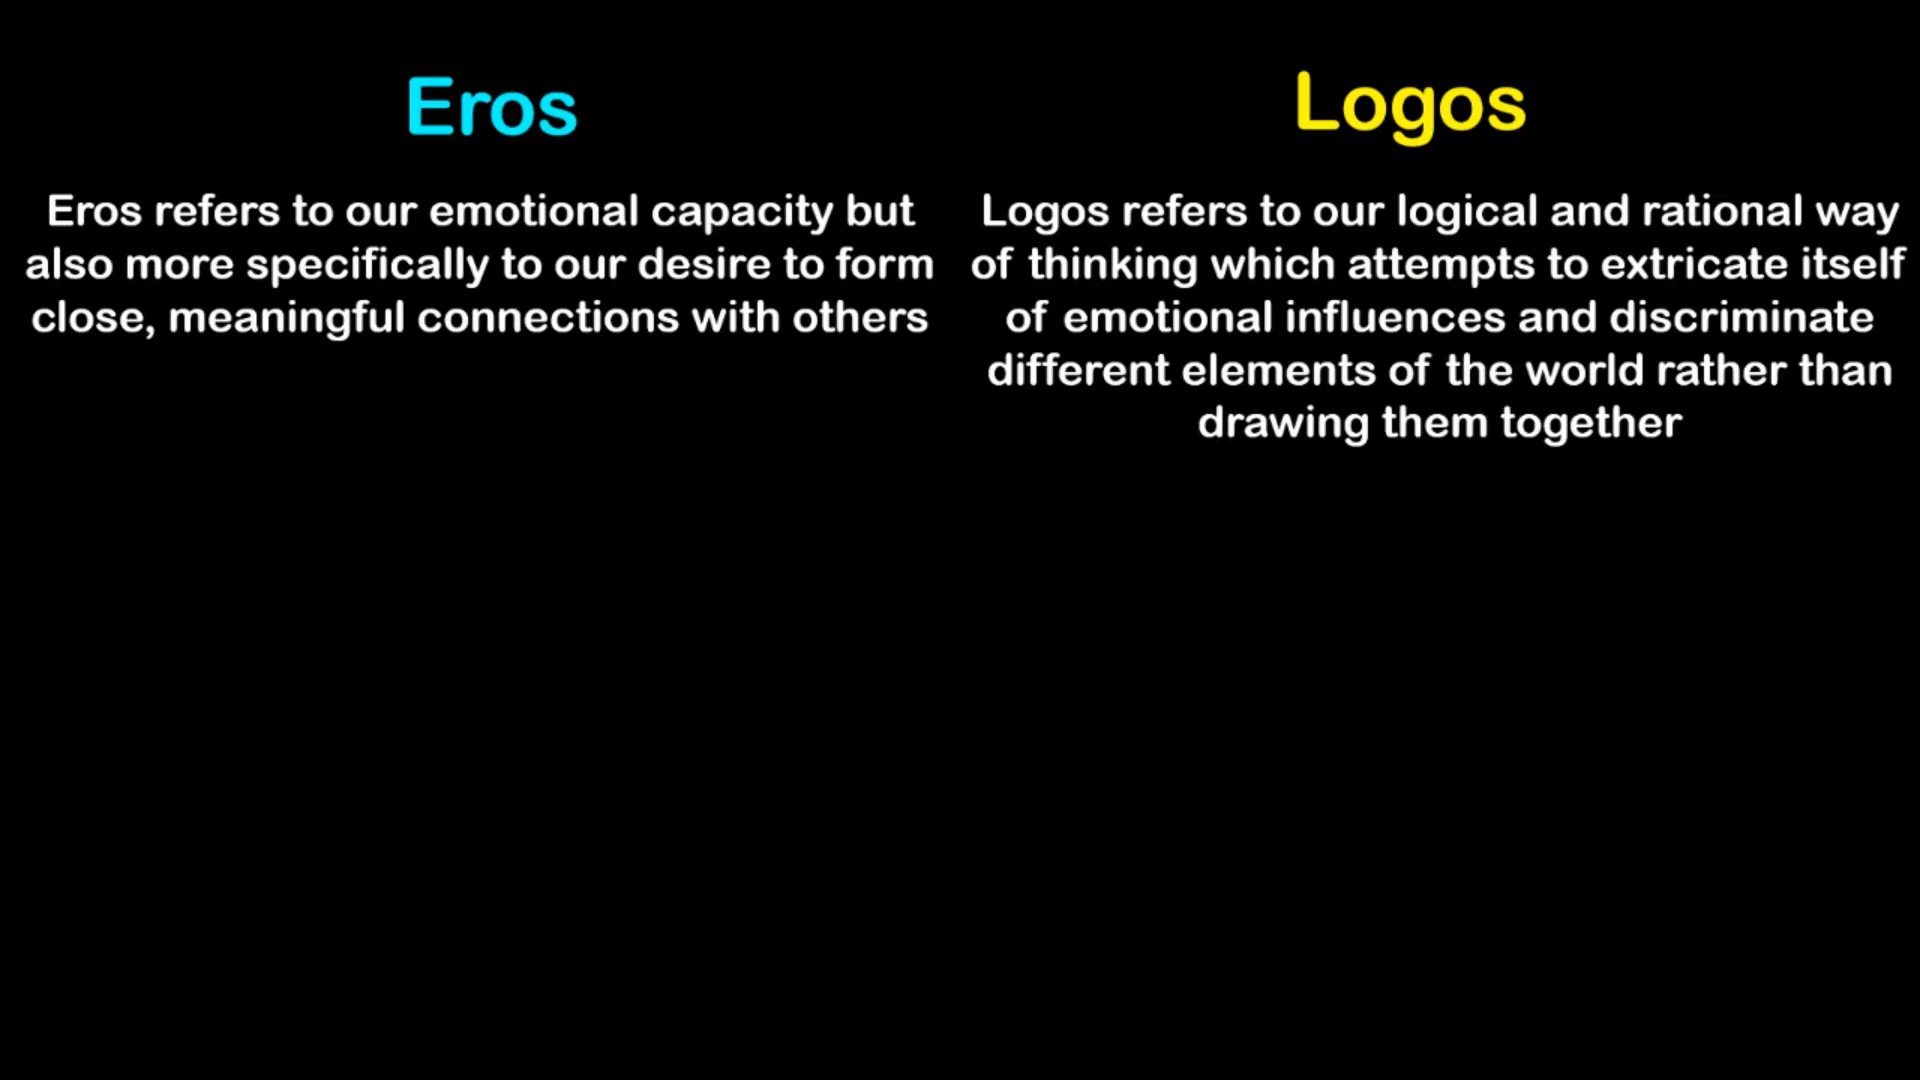 Eros
Eros refers to our emotional capacity but
also more specifically to our desire to form
close, meaningful connections with others
Logos
Logos refers to our logical and rational way
of thinking which attempts to extricate itself
of emotional influences and discriminate
different elements of the world rather than
drawing them together